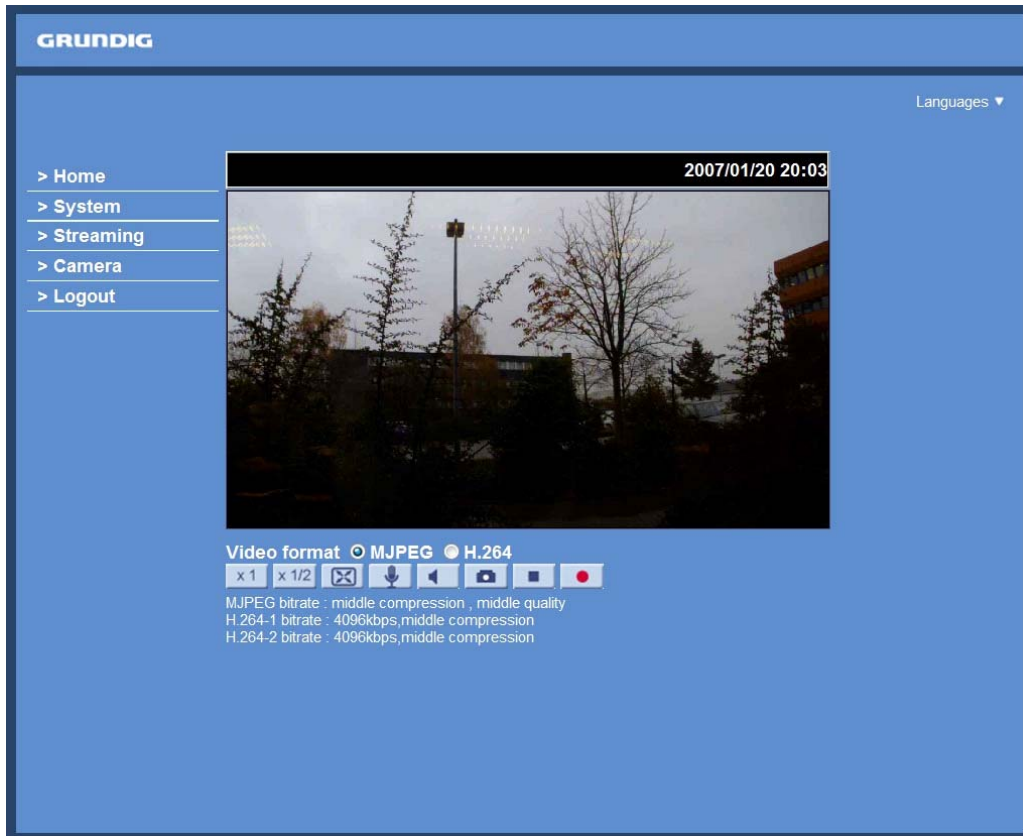 GRUNDIG
Languages ▼
> Home
> System
> Streaming
> Camera
> Logout
2007/01/20 20:03
Video format MJPEG H.264
x 1 x 1/2
MJPEG bitrate : middle compression , middle quality
H.264-1 bitrate : 4096kbps,middle compression
H.264-2 bitrate : 4096kbps,middle compression